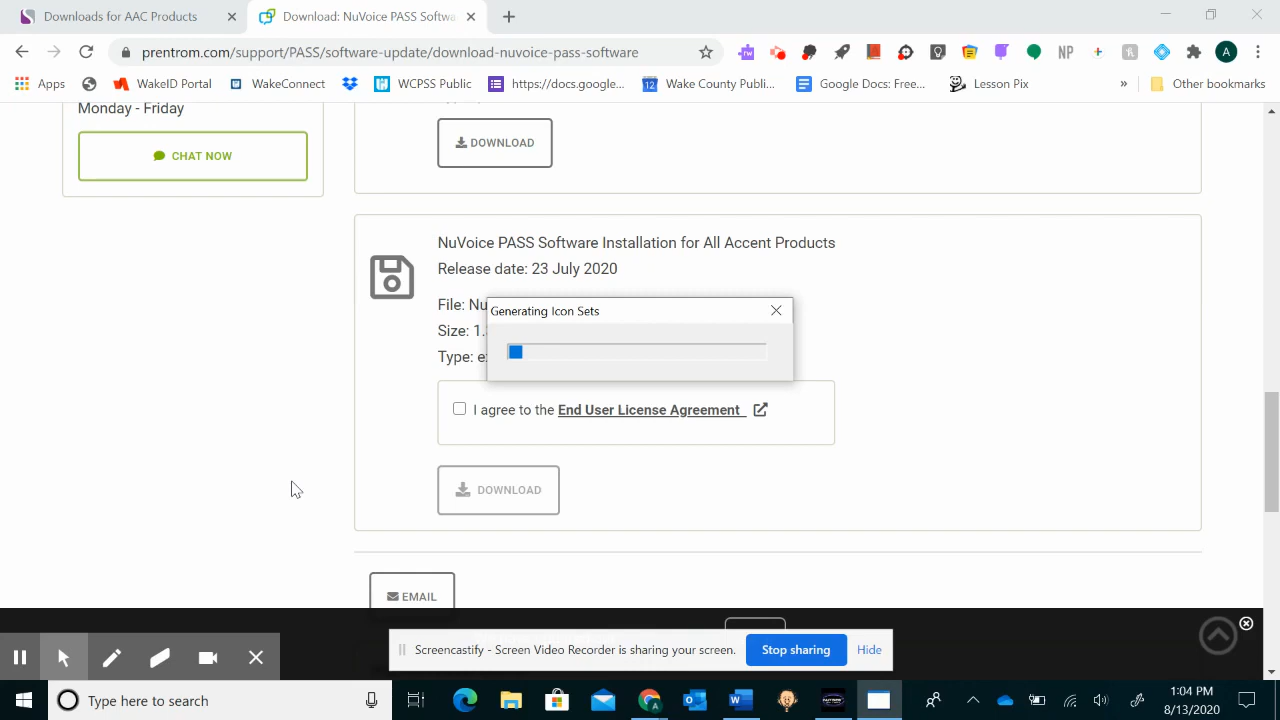 Downloads for AAC Products
Download: NuVoice PASS Softwa
prentrom.com/support/PASS/software-update/download-nuvoice-pass-software
rw
NP
A
Apps
WakeID Portal
WakeConnect
WCPSS Public
https://docs.google...
12
Wake County Publi...
Google Docs: Free...
Lesson Pix
»
Other bookmarks
Monday - Friday
CHAT NOW
DOWNLOAD
NuVoice PASS Software Installation for All Accent Products
Release date: 23 July 2020
File: Nu
Generating Icon Sets
Size: 1.
Type: e
I agree to the End User License Agreement
DOWNLOAD
EMAIL
Screencastify - Screen Video Recorder is sharing your screen.
Stop sharing
Hide
Type here to search
1:04 PM
8/13/2020